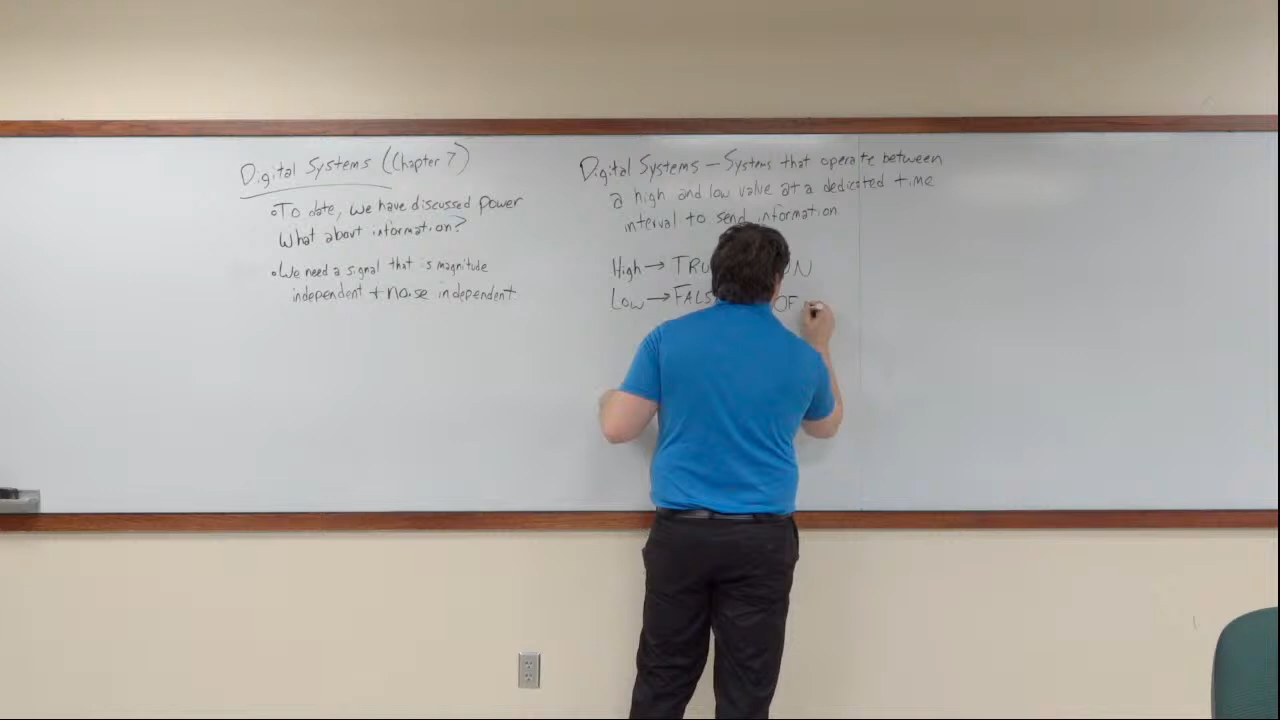 Digital Systems (Chapter 7)
•To date, we have discussed power
What about information?
•We need a signal that is magnitude
independent + noise independent
Digital Systems – Systems that operate between
a high and low value at a dedicated time
interval to send information
High → TRU ON
Low → FALS OF